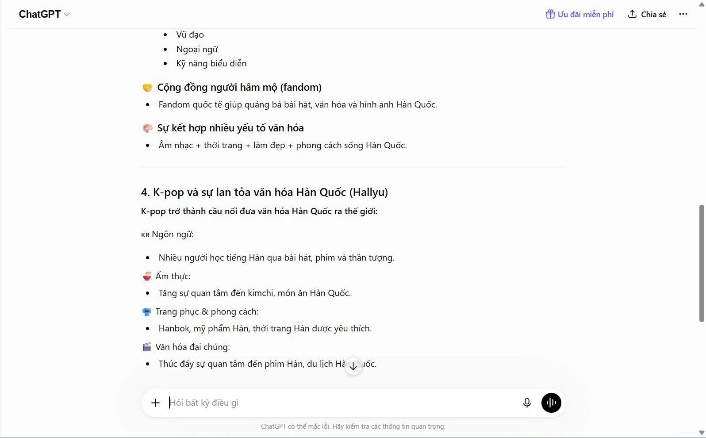 ChatGPT
Ưu đãi miễn phí
Chia sẻ
Vũ đạo
Ngoại ngữ
Kỹ năng biểu diễn
Cộng đồng người hâm mộ (fandom)
Fandom quốc tế giúp quảng bá bài hát, văn hóa và hình ảnh Hàn Quốc.
Sự kết hợp nhiều yếu tố văn hóa
Âm nhạc + thời trang + làm đẹp + phong cách sống Hàn Quốc.
4. K-pop và sự lan tỏa văn hóa Hàn Quốc (Hallyu)
K-pop trở thành cầu nối đưa văn hóa Hàn Quốc ra thế giới:
KR Ngôn ngữ:
Nhiều người học tiếng Hàn qua bài hát, phim và thần tượng.
Ẩm thực:
Tăng sự quan tâm đến kimchi, món ăn Hàn Quốc.
Trang phục & phong cách:
Hanbok, mỹ phẩm Hàn, thời trang Hàn được yêu thích.
Văn hóa đại chúng:
Thúc đẩy sự quan tâm đến phim Hàn, du lịch Hàn Quốc.
Hỏi bất kỳ điều gì
ChatGPT có thể mắc lỗi. Hãy kiểm tra các thông tin quan trọng.